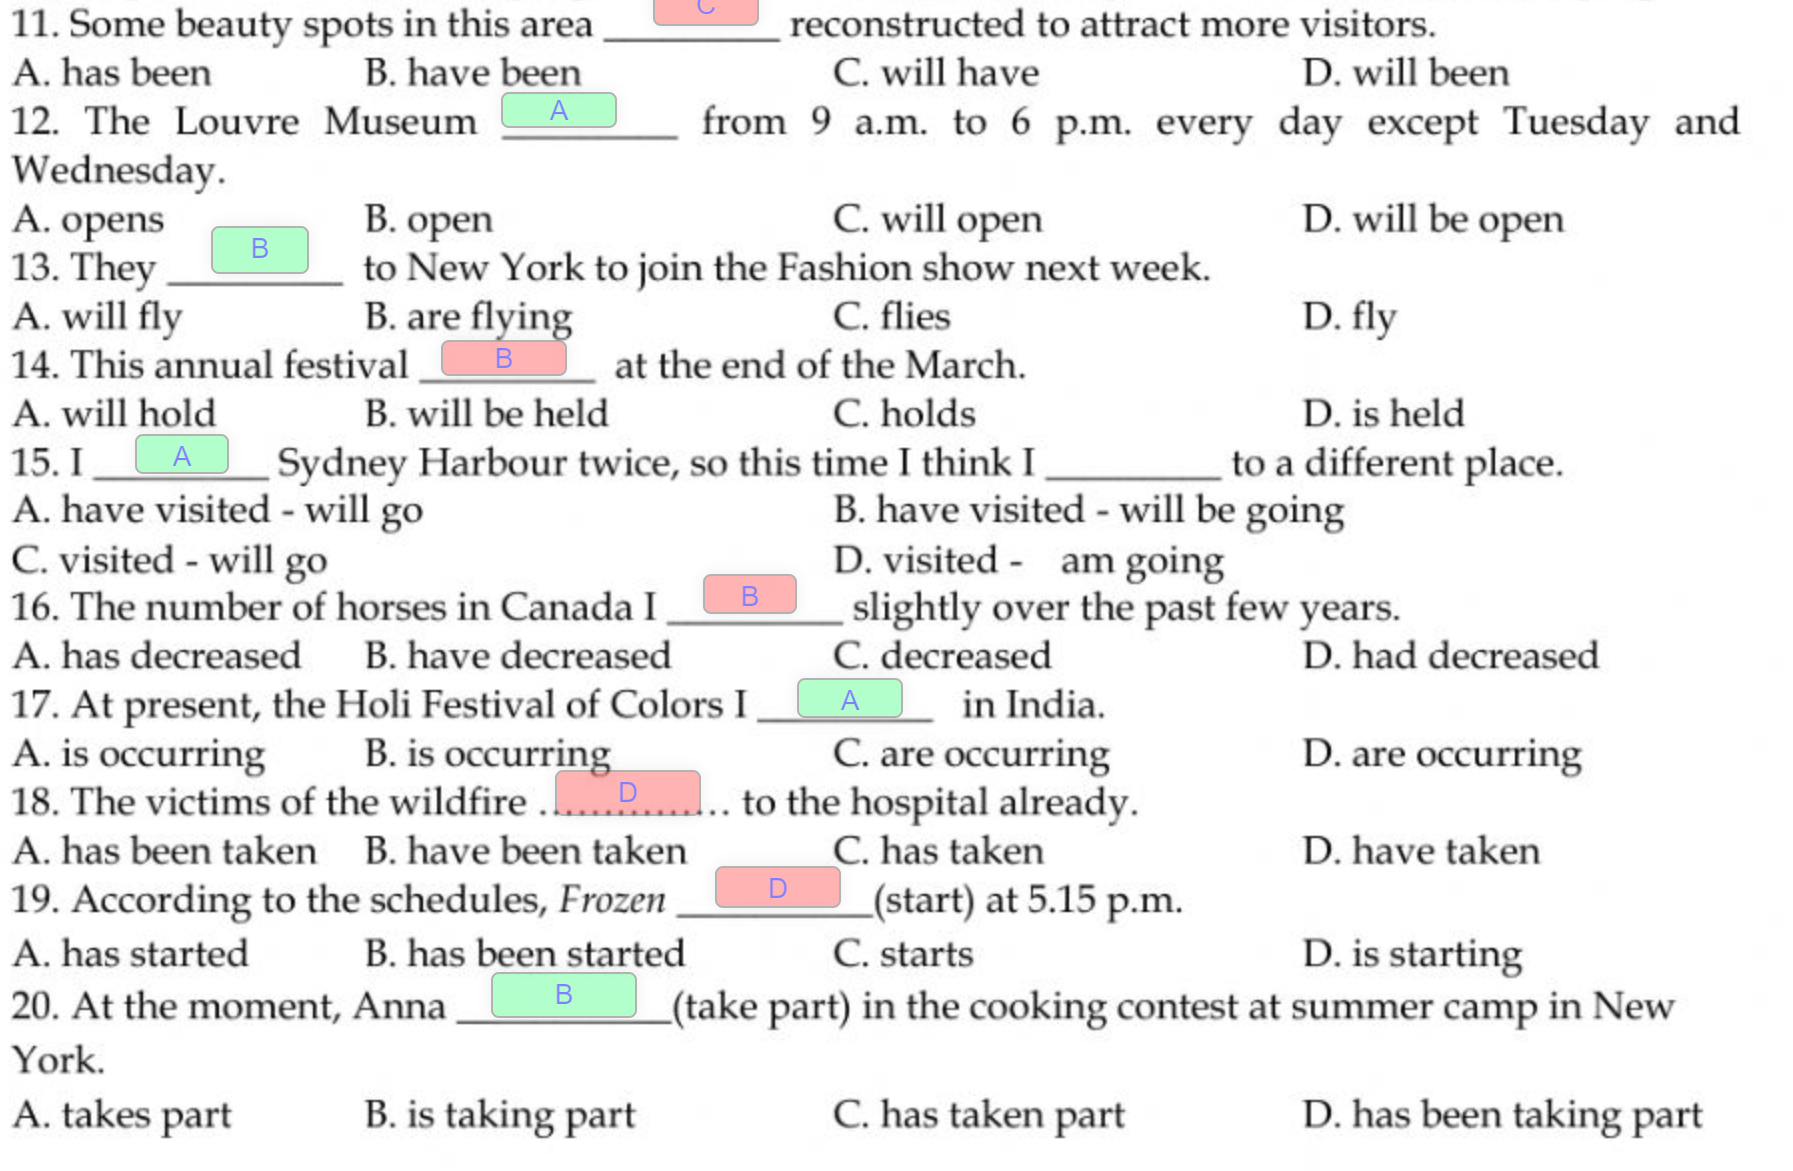 11. Some beauty spots in this area ________ C reconstructed to attract more visitors.
A. has been B. have been C. will have D. will been
12. The Louvre Museum ________ A from 9 a.m. to 6 p.m. every day except Tuesday and
Wednesday.
A. opens B. open C. will open D. will be open
13. They ________ B to New York to join the Fashion show next week.
A. will fly B. are flying C. flies D. fly
14. This annual festival ________ B at the end of the March.
A. will hold B. will be held C. holds D. is held
15. I ________ A Sydney Harbour twice, so this time I think I ________ to a different place.
A. have visited - will go B. have visited - will be going
C. visited - will go D. visited - am going
16. The number of horses in Canada I ________ B slightly over the past few years.
A. has decreased B. have decreased C. decreased D. had decreased
17. At present, the Holi Festival of Colors I ________ A in India.
A. is occurring B. is occurring C. are occurring D. are occurring
18. The victims of the wildfire ............... D to the hospital already.
A. has been taken B. have been taken C. has taken D. have taken
19. According to the schedules, Frozen _________ D (start) at 5.15 p.m.
A. has started B. has been started C. starts D. is starting
20. At the moment, Anna __________ B (take part) in the cooking contest at summer camp in New
York.
A. takes part B. is taking part C. has taken part D. has been taking part